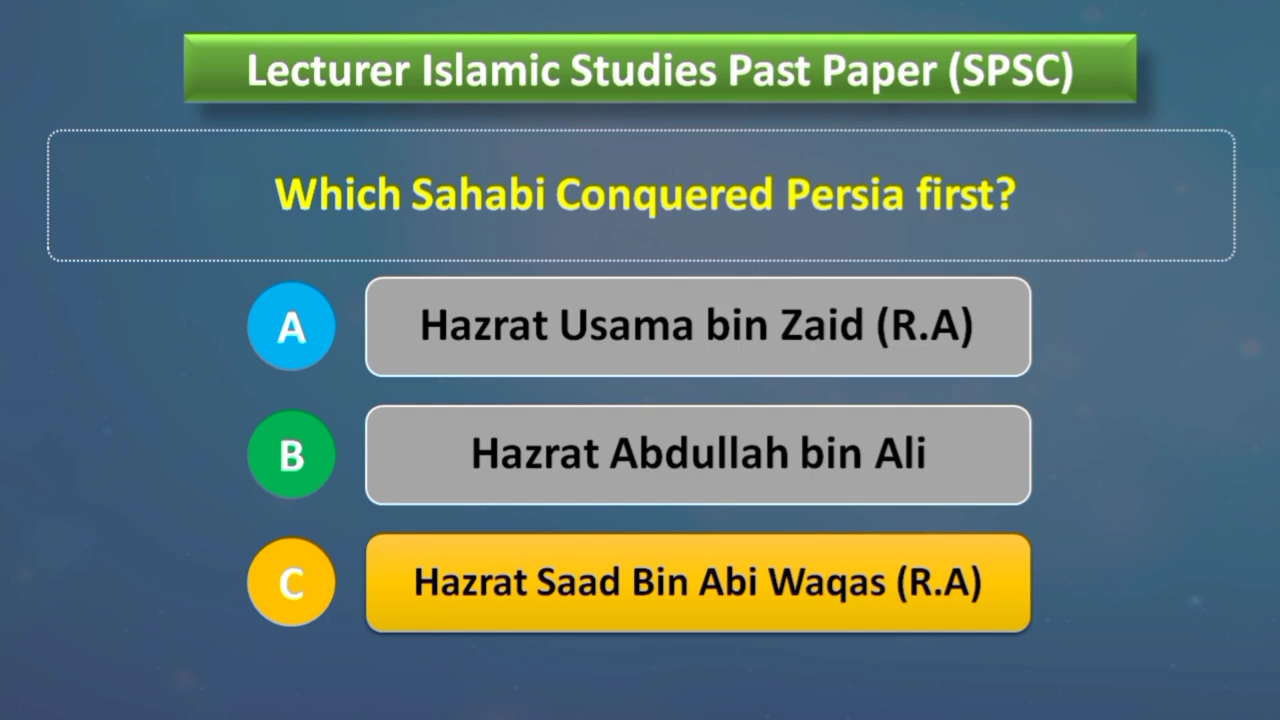 Lecturer Islamic Studies Past Paper (SPSC)
Which Sahabi Conquered Persia first?
A
Hazrat Usama bin Zaid (R.A)
B
Hazrat Abdullah bin Ali
C
Hazrat Saad Bin Abi Waqas (R.A)